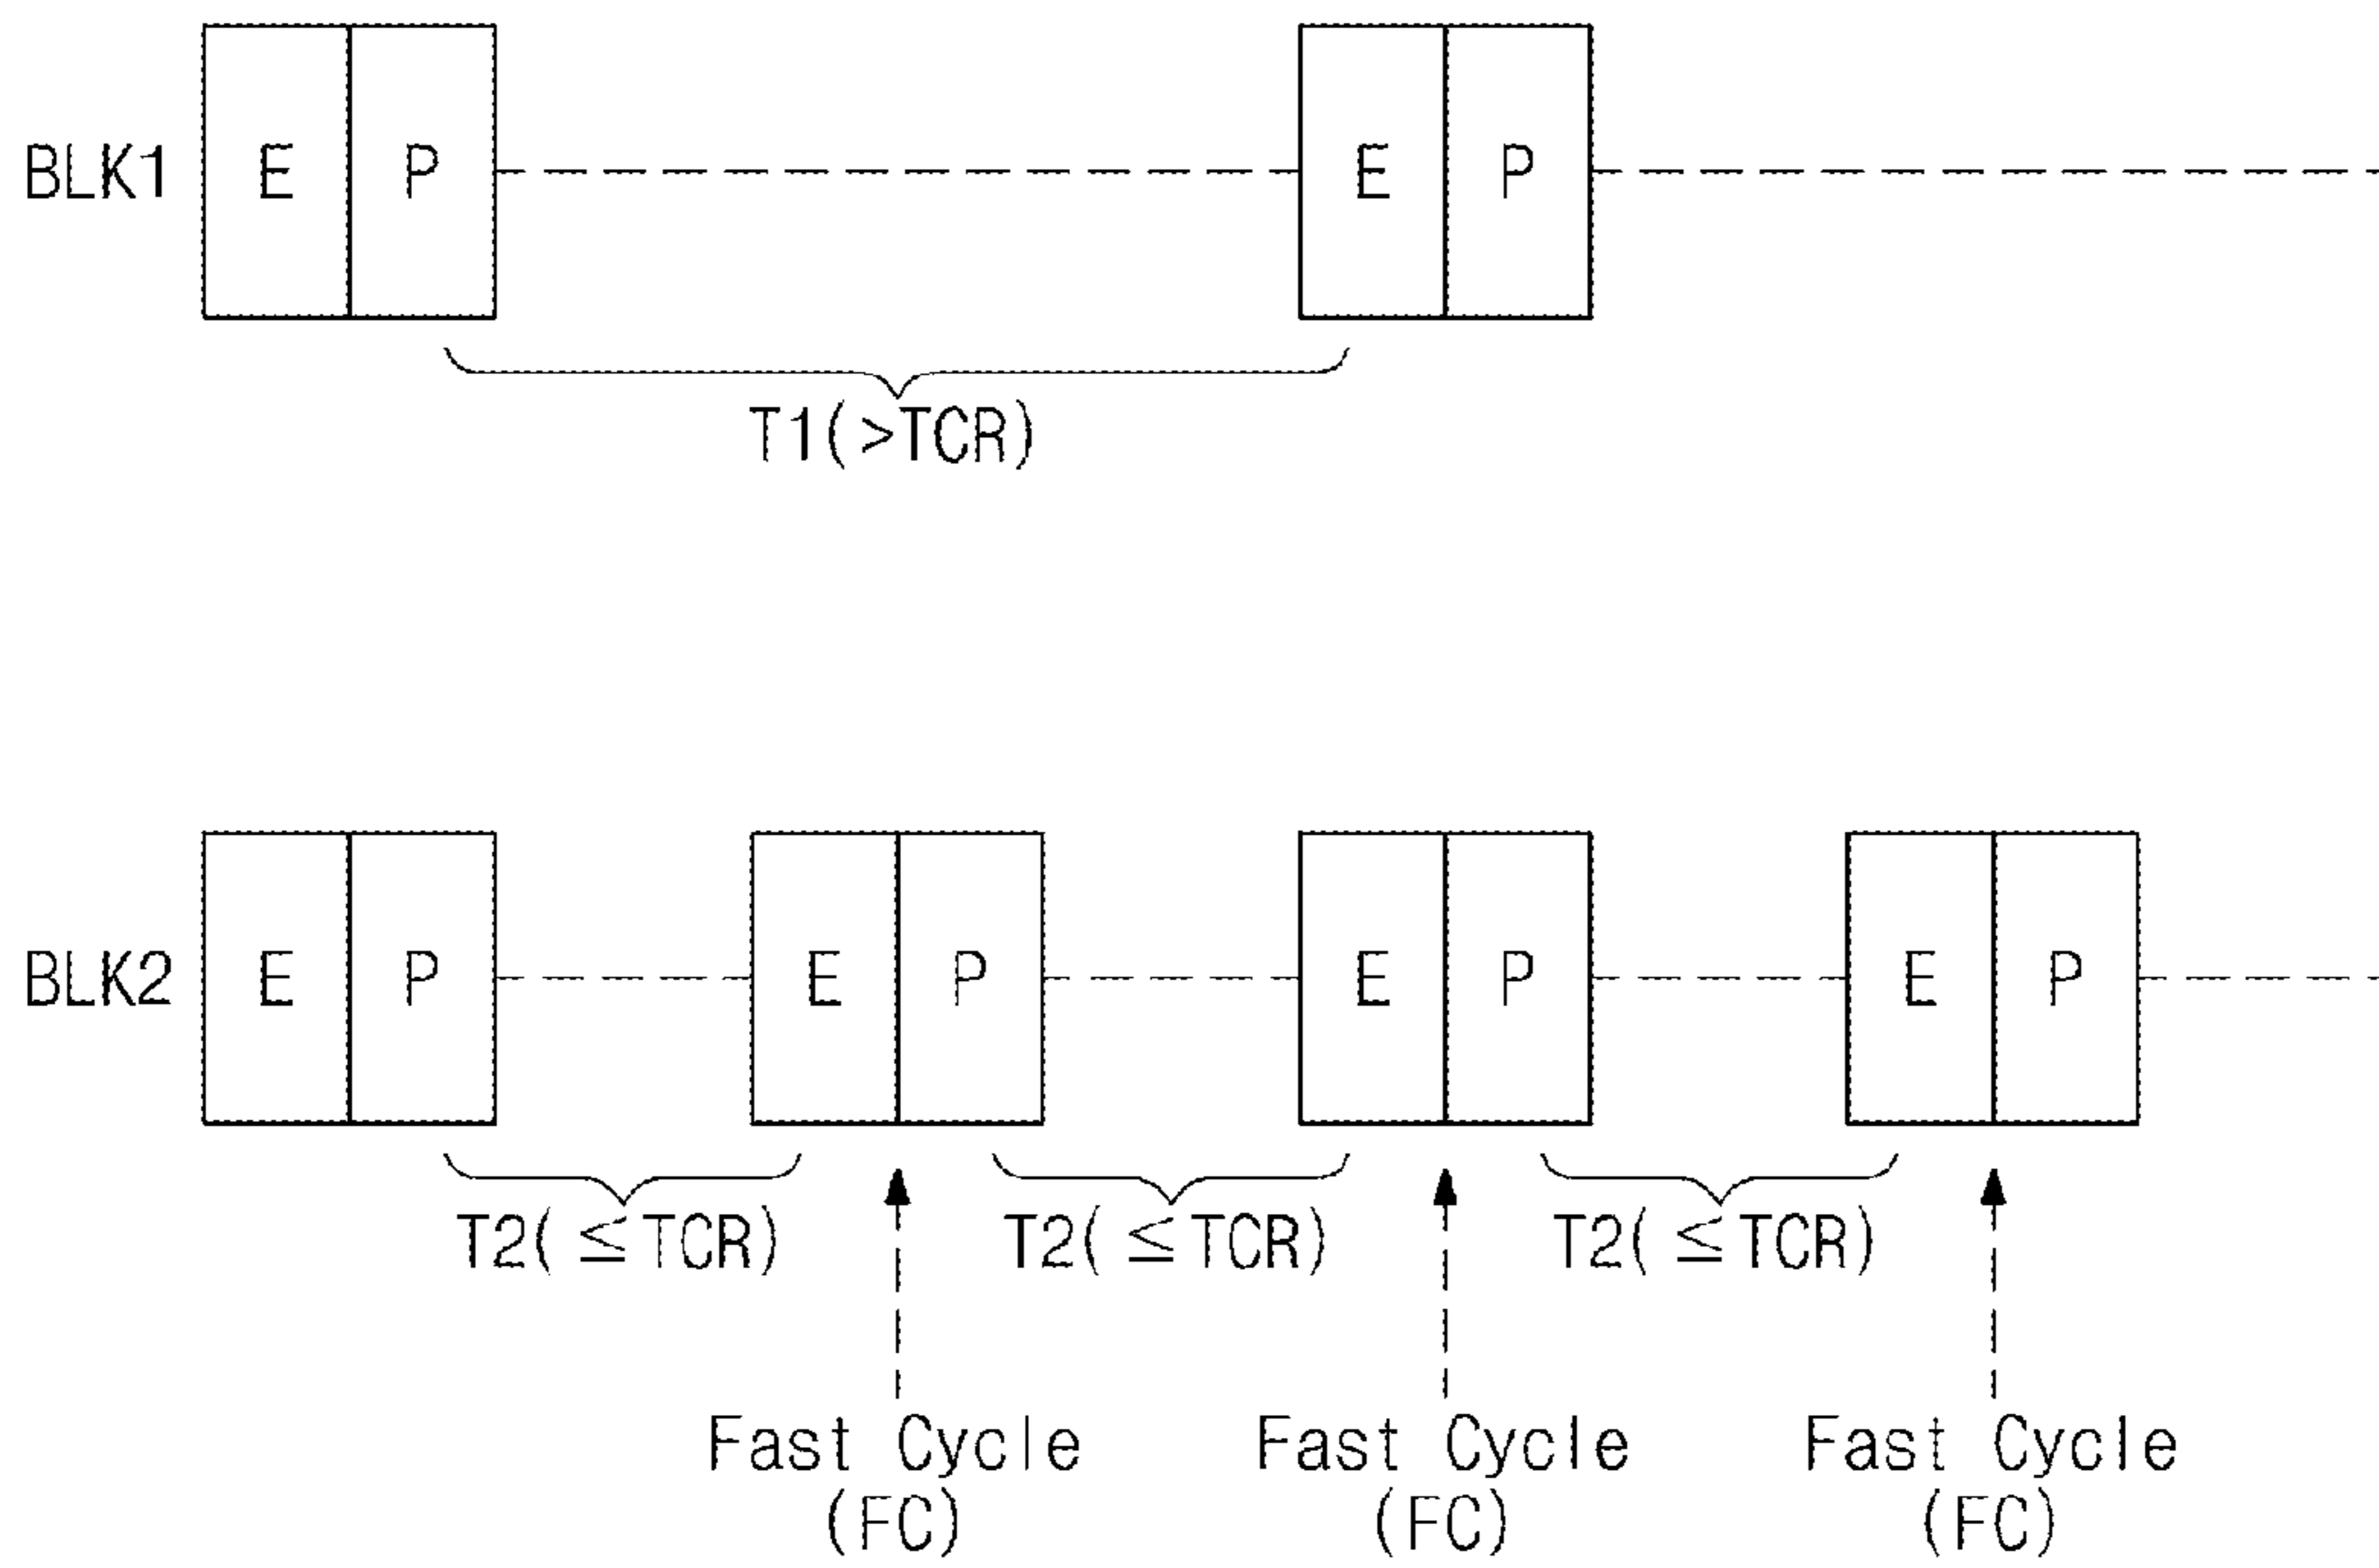 BLK1 E P E P
T1(>TCR)
BLK2 E P E P E P E P
T2(≦TCR) T2(≦TCR) T2(≦TCR)
Fast Cycle Fast Cycle Fast Cycle
(FC) (FC) (FC)